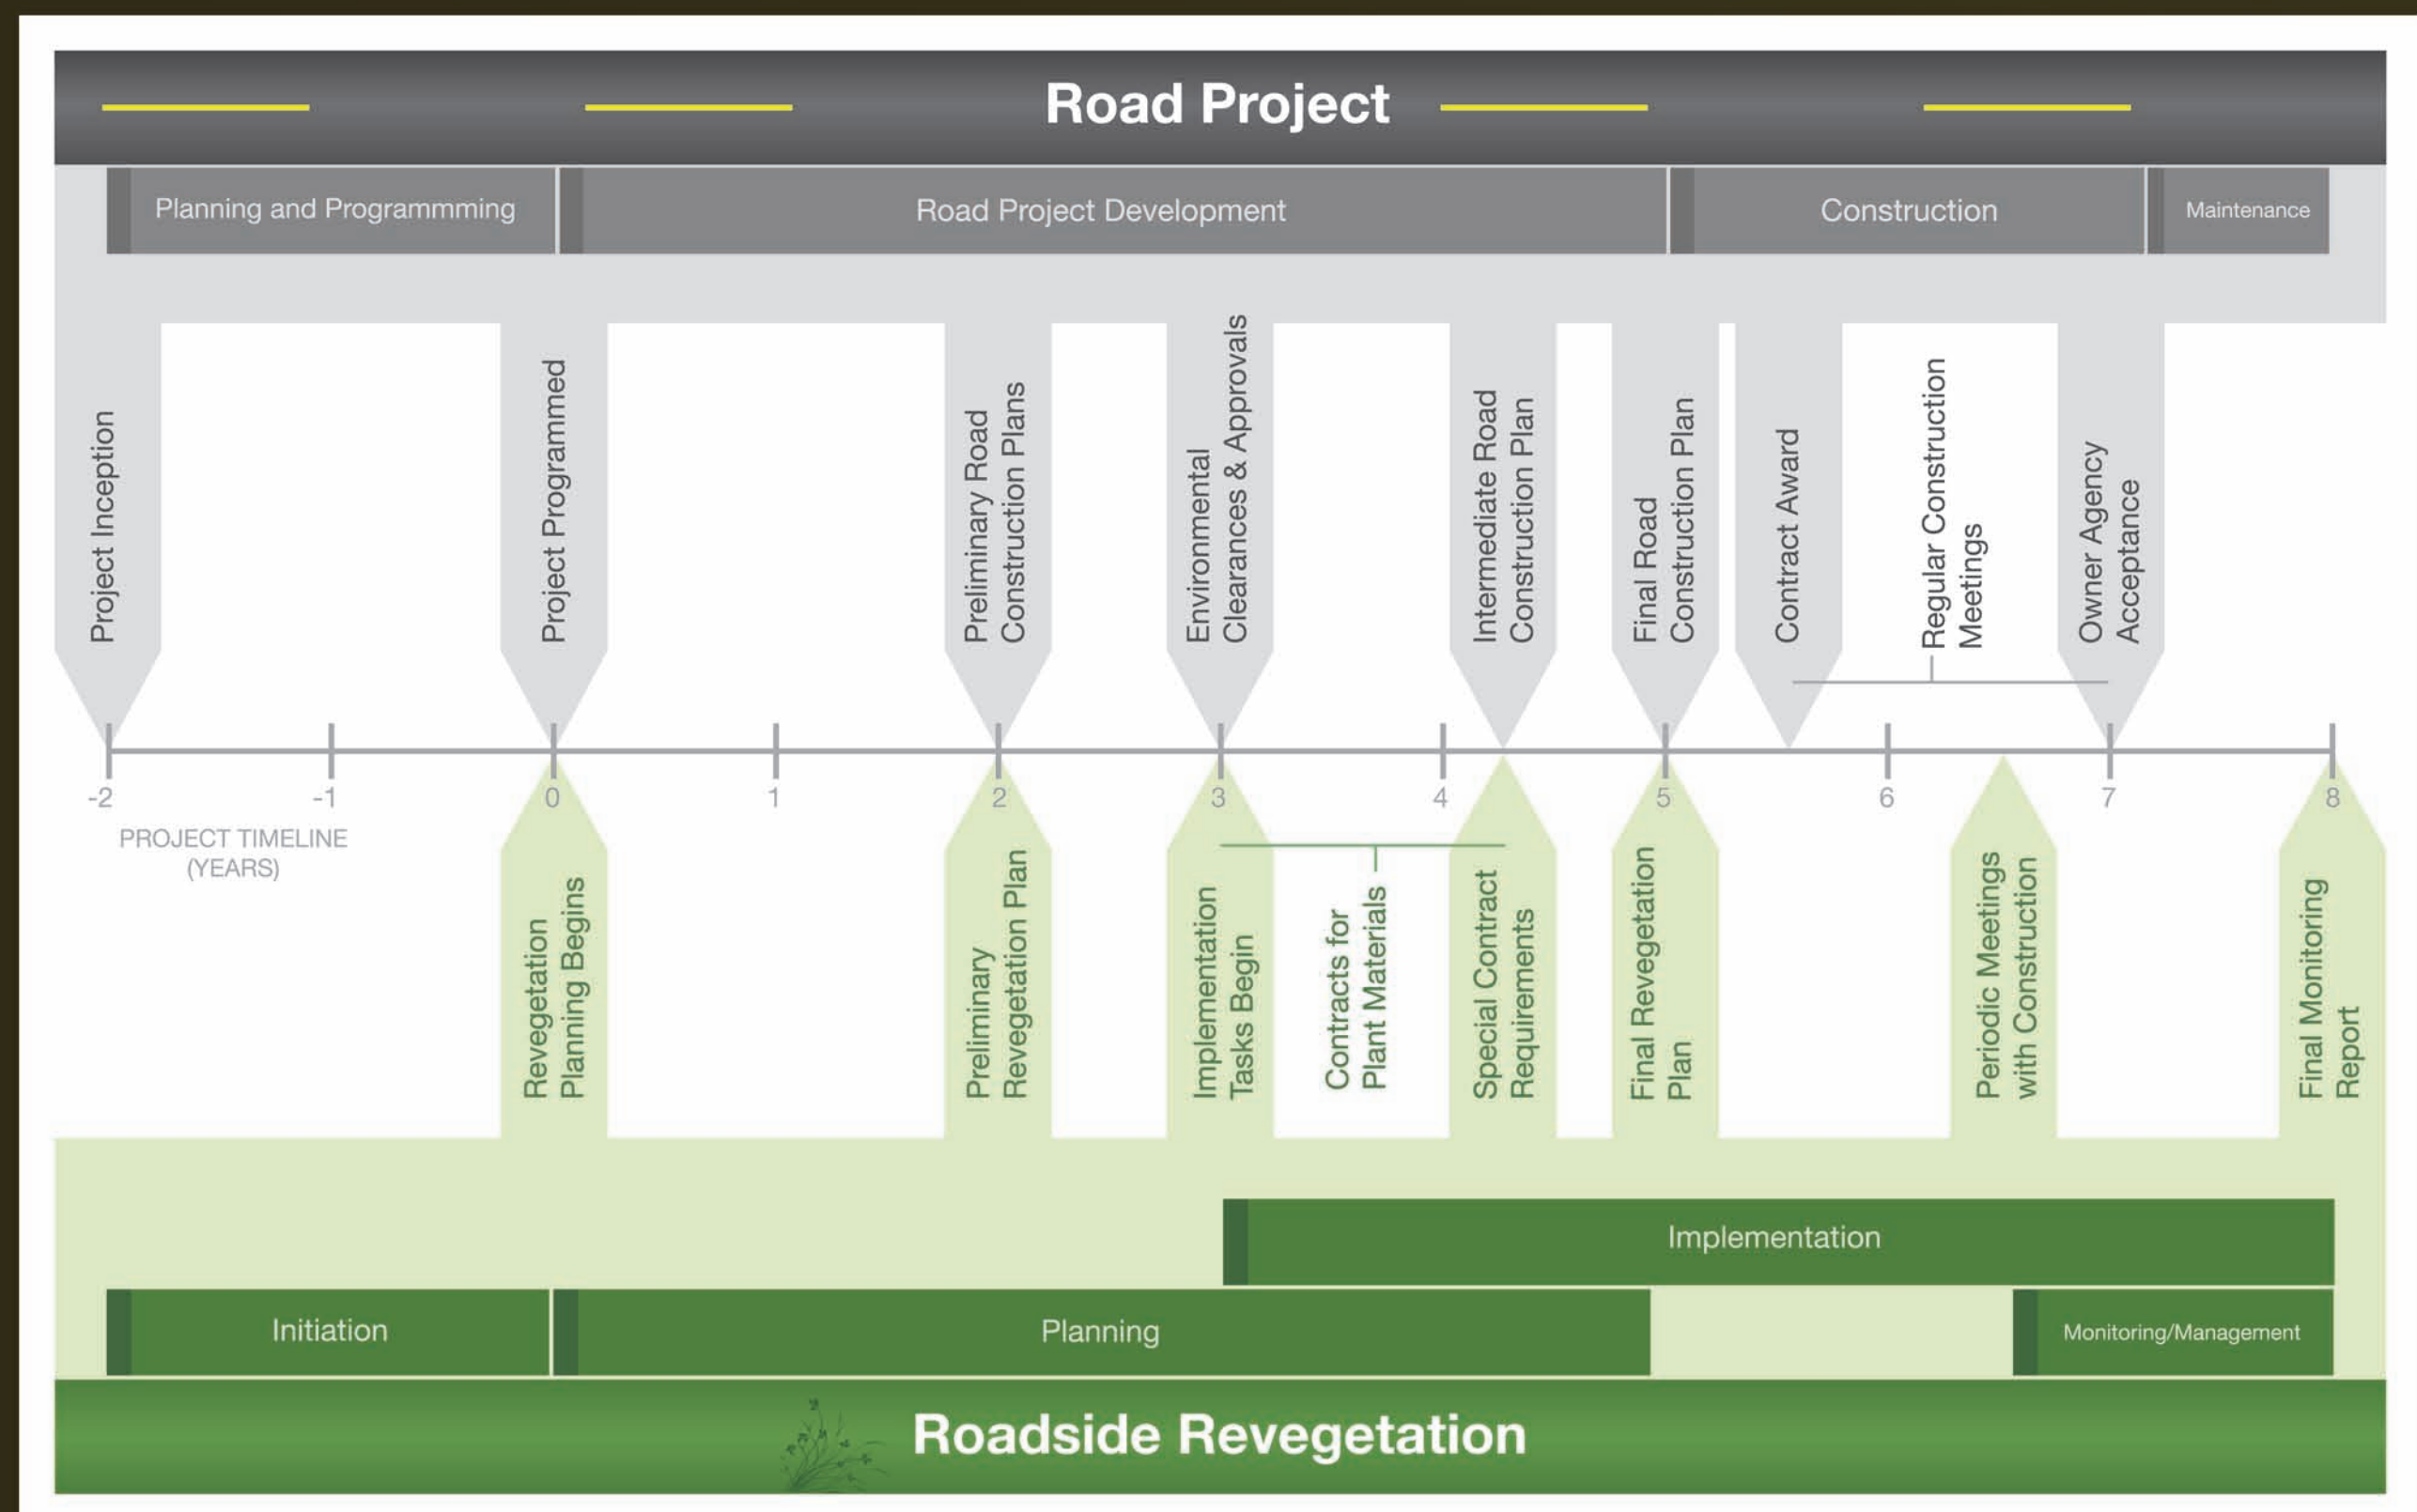 Road Project
Planning and Programmming
Road Project Development
Construction
Maintenance
Project Inception
Project Programmed
Preliminary Road
Construction Plans
Environmental
Clearances & Approvals
Intermediate Road
Construction Plan
Final Road
Construction Plan
Contract Award
Regular Construction
Meetings
Owner Agency
Acceptance
-2
-1
0
1
2
3
4
5
6
7
8
PROJECT TIMELINE
(YEARS)
Revegetation
Planning Begins
Preliminary
Revegetation Plan
Implementation
Tasks Begin
Contracts for
Plant Materials
Special Contract
Requirements
Final Revegetation
Plan
Periodic Meetings
with Construction
Final Monitoring
Report
Implementation
Initiation
Planning
Monitoring/Management
Roadside Revegetation